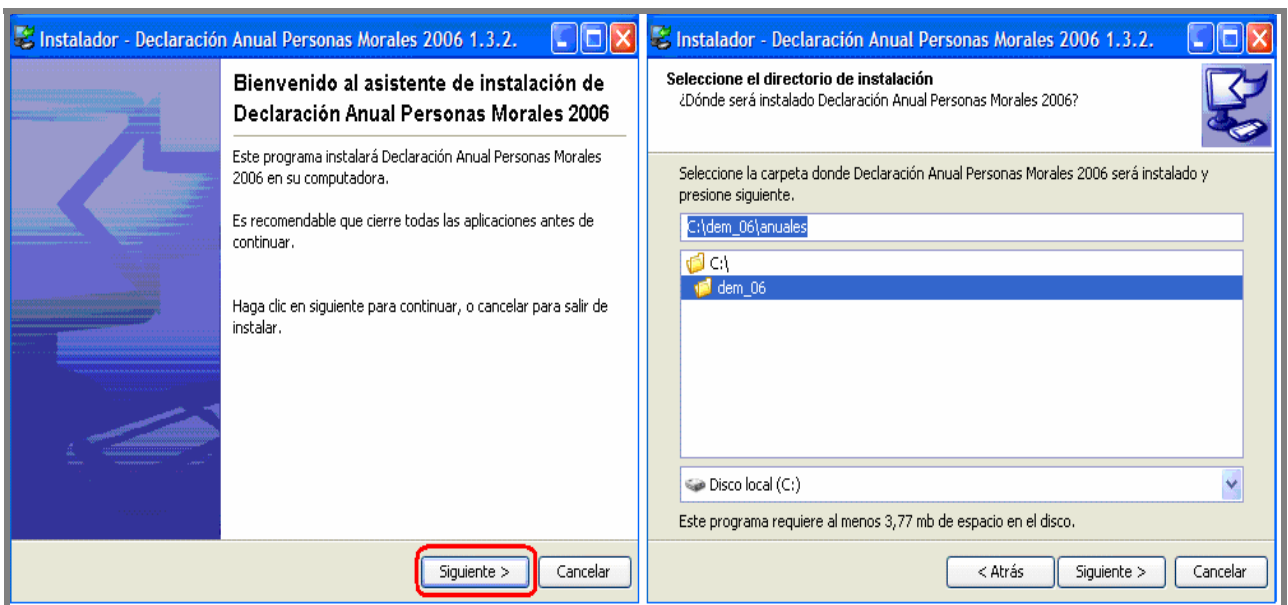 Instalador - Declaración Anual Personas Morales 2006 1.3.2.
Bienvenido al asistente de instalación de
Declaración Anual Personas Morales 2006
Este programa instalará Declaración Anual Personas Morales
2006 en su computadora.
Es recomendable que cierre todas las aplicaciones antes de
continuar.
Haga clic en siguiente para continuar, o cancelar para salir de
instalar.
Siguiente >
Cancelar
Instalador - Declaración Anual Personas Morales 2006 1.3.2.
Seleccione el directorio de instalación
¿Dónde será instalado Declaración Anual Personas Morales 2006?
Seleccione la carpeta donde Declaración Anual Personas Morales 2006 será instalado y
presione siguiente.
C:\dem_06\anuales
C:\
dem_06
Disco local (C:)
Este programa requiere al menos 3,77 mb de espacio en el disco.
< Atrás
Siguiente >
Cancelar